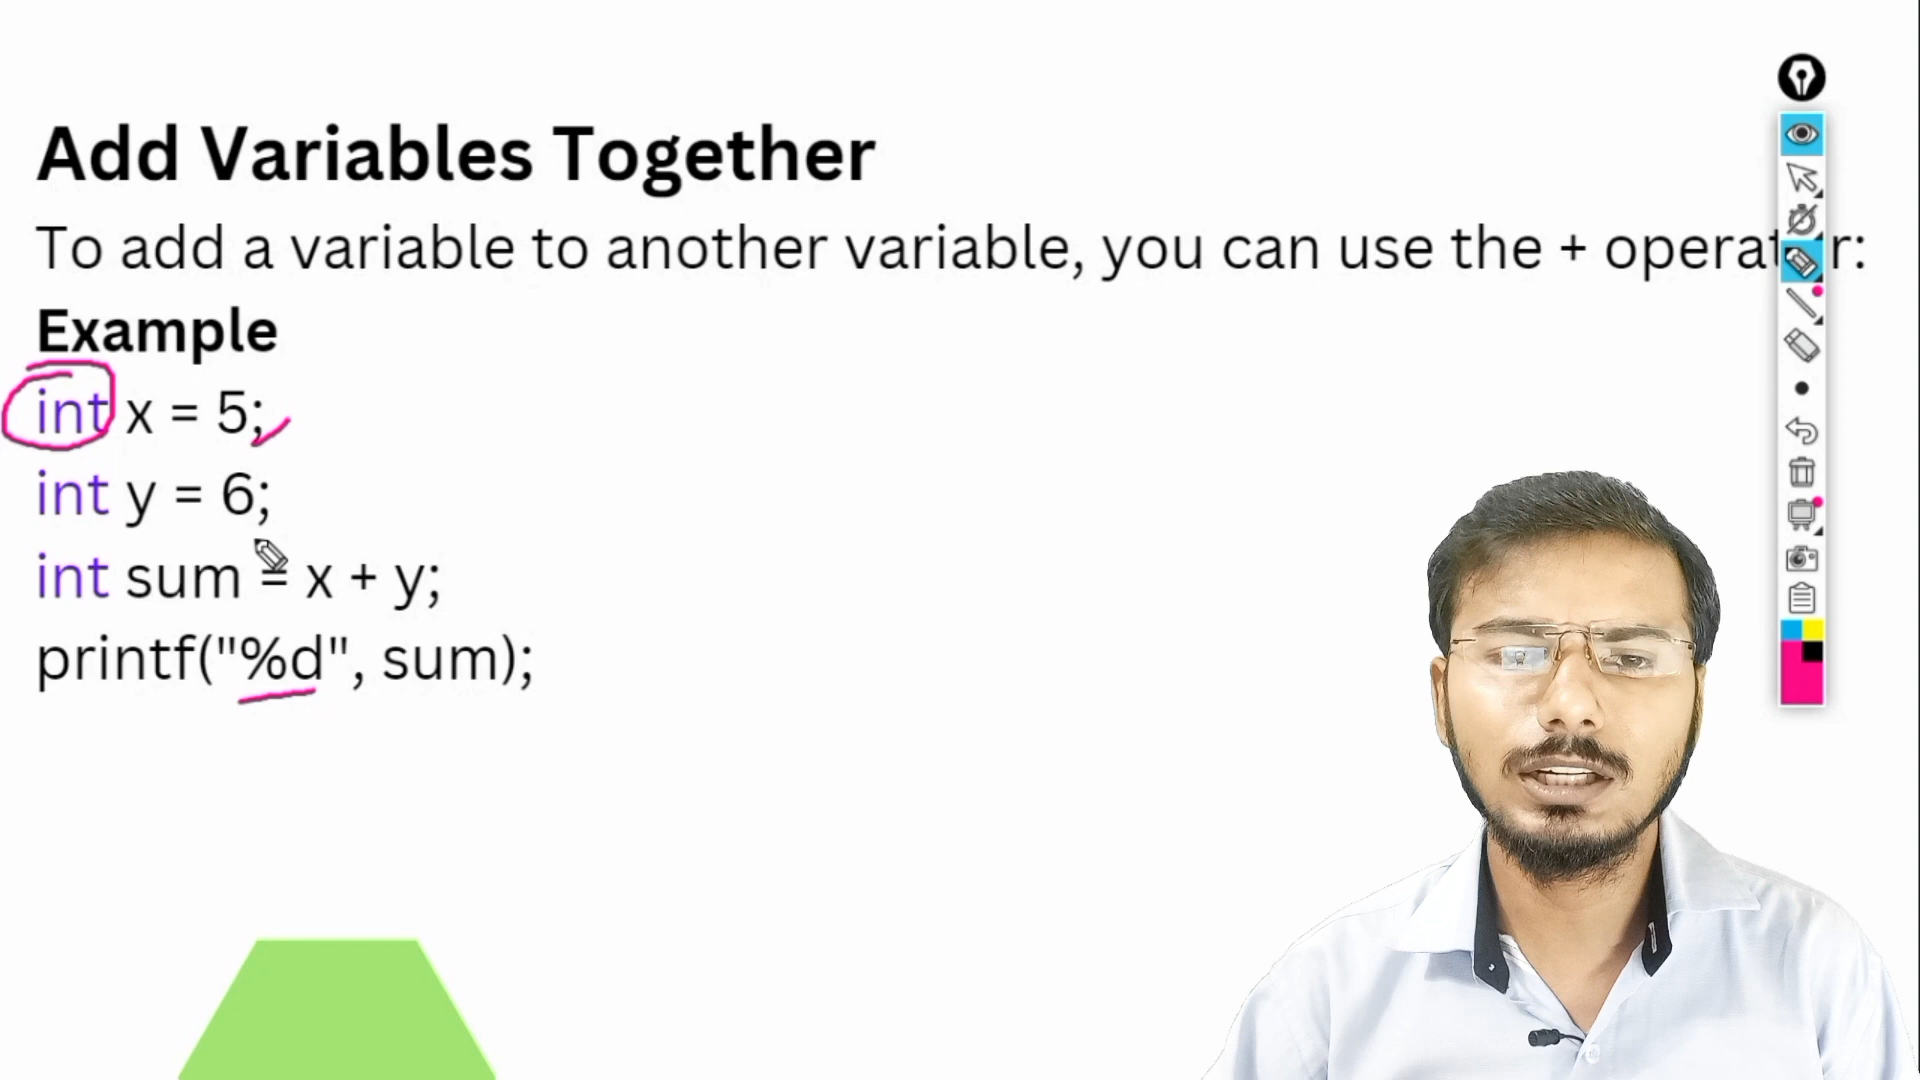 Add Variables Together
To add a variable to another variable, you can use the + operator:
Example
int x = 5;
int y = 6;
int sum = x + y;
printf("%d", sum);